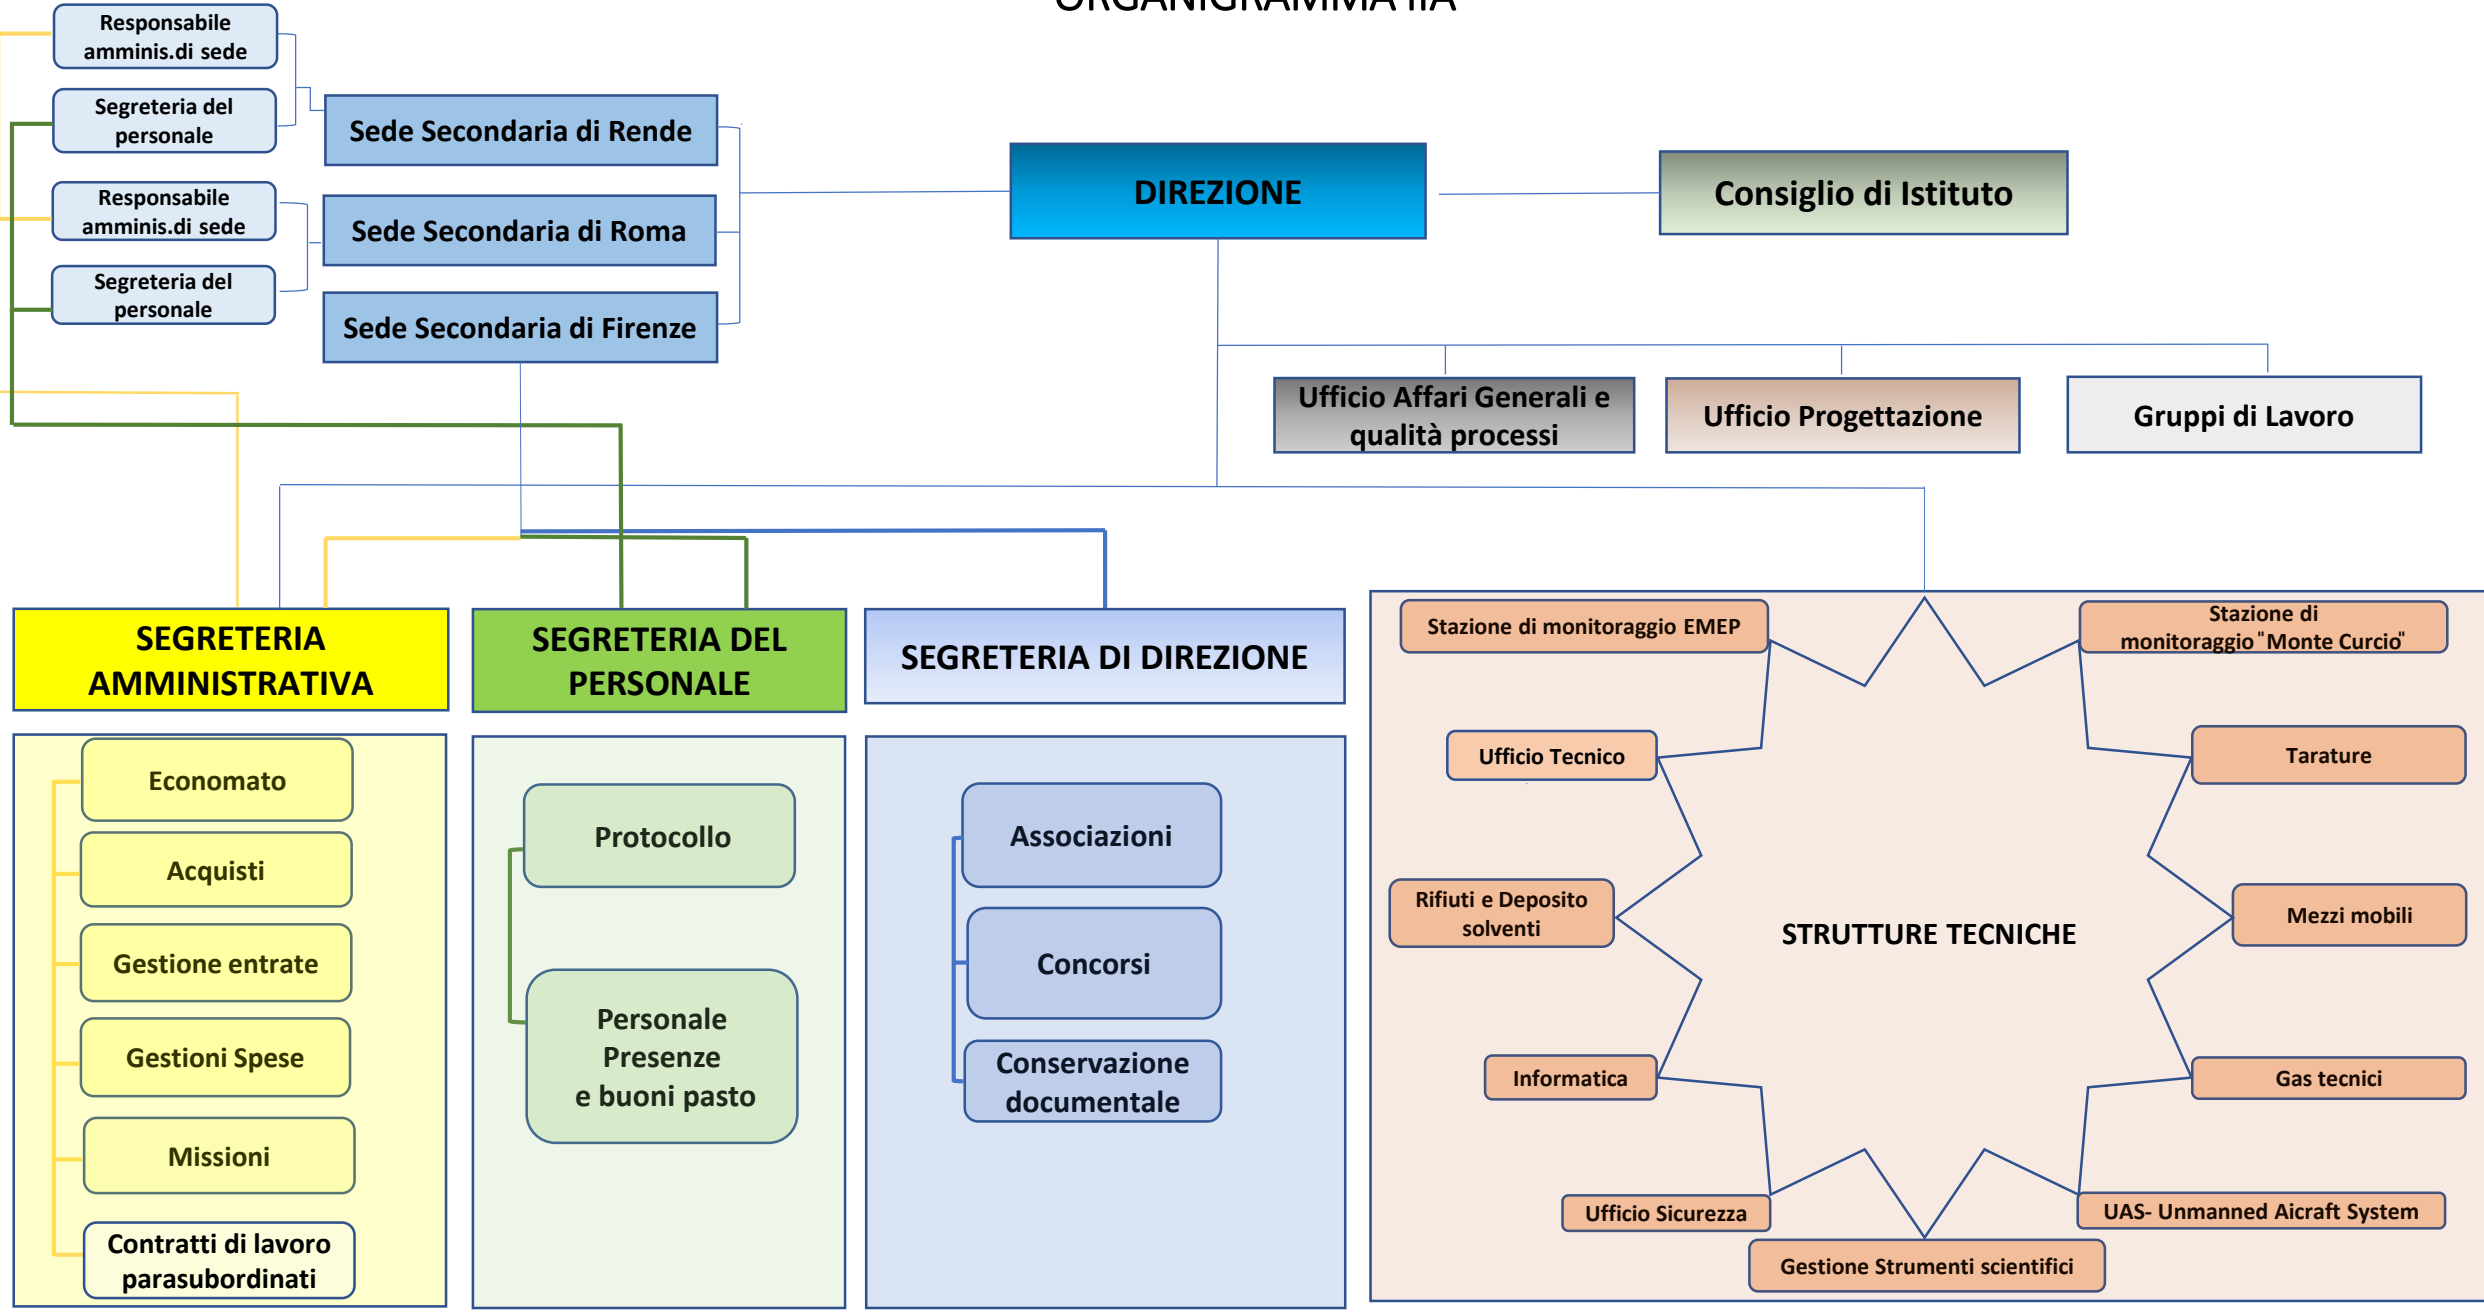 ORGANIGRAMMA IIA
Responsabile
amminis.di sede
Segreteria del
personale
Responsabile
amminis.di sede
Segreteria del
personale
Sede Secondaria di Rende
Sede Secondaria di Roma
Sede Secondaria di Firenze
DIREZIONE
Consiglio di Istituto
Ufficio Affari Generali e
qualità processi
Ufficio Progettazione
Gruppi di Lavoro
SEGRETERIA
AMMINISTRATIVA
Economato
Acquisti
Gestione entrate
Gestioni Spese
Missioni
Contratti di lavoro
parasubordinati
SEGRETERIA DEL
PERSONALE
Protocollo
Personale
Presenze
e buoni pasto
SEGRETERIA DI DIREZIONE
Associazioni
Concorsi
Conservazione
documentale
Stazione di monitoraggio EMEP
Stazione di
monitoraggio "Monte Curcio"
Ufficio Tecnico
Tarature
Rifiuti e Deposito
solventi
STRUTTURE TECNICHE
Mezzi mobili
Informatica
Gas tecnici
Ufficio Sicurezza
UAS- Unmanned Aicraft System
Gestione Strumenti scientifici